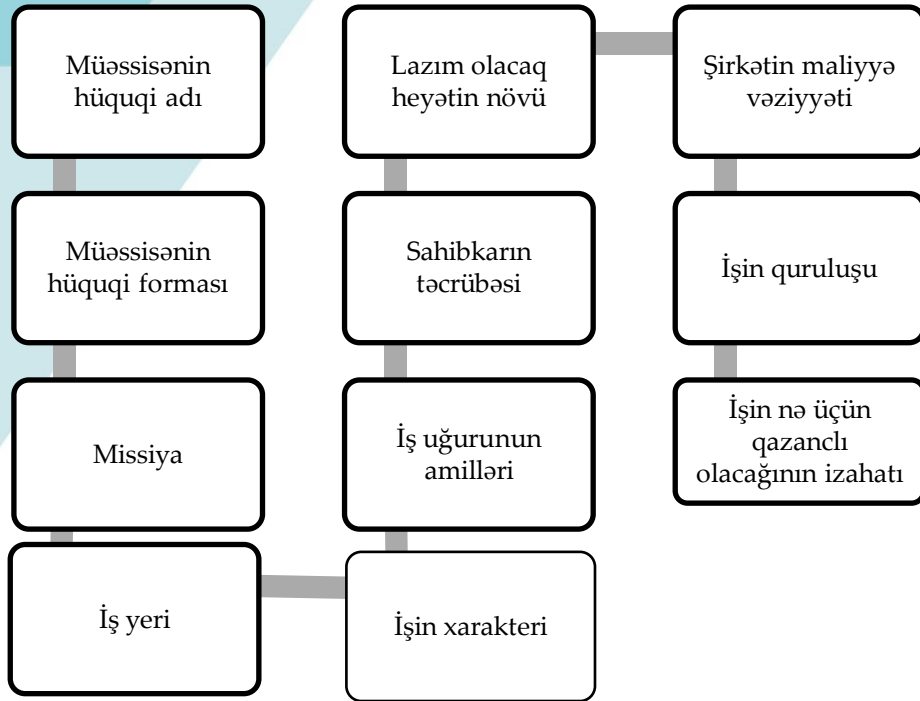 Müəssisənin
hüquqi adı
Müəssisənin
hüquqi forması
Missiya
İş yeri
İşin xarakteri
İş uğurunun
amilləri
Sahibkarın
təcrübəsi
Lazım olacaq
heyətin növü
Şirkətin maliyyə
vəziyyəti
İşin quruluşu
İşin nə üçün
qazanclı
olacağının izahatı